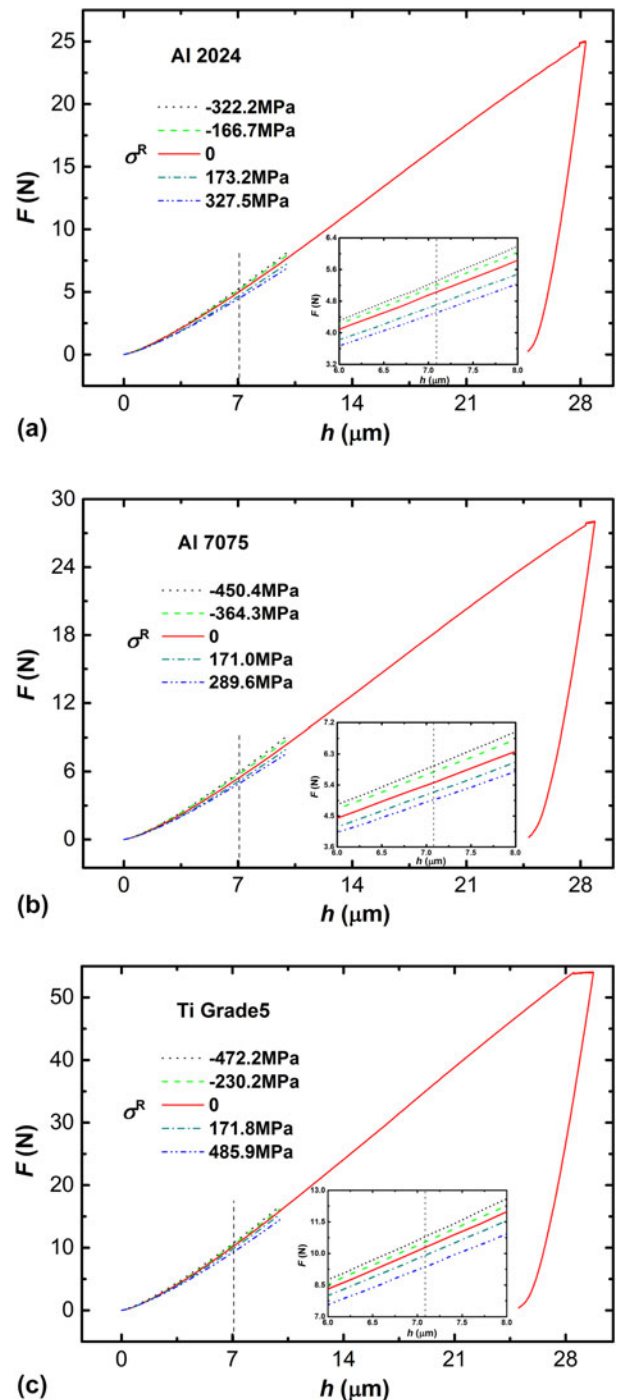 25
20
15
10
5
0
F (N)
Al 2024
σ^R
-322.2MPa
-166.7MPa
0
173.2MPa
327.5MPa
6.4
5.6
4.8
4.0
3.2
F (N)
6.0 6.5 7.0 7.5 8.0
h (μm)
0 7 14 21 28
h (μm)
(a)
30
24
18
12
6
0
F (N)
Al 7075
σ^R
-450.4MPa
-364.3MPa
0
171.0MPa
289.6MPa
7.2
6.3
5.4
4.5
3.6
F (N)
6.0 6.5 7.0 7.5 8.0
h (μm)
0 7 14 21 28
h (μm)
(b)
50
40
30
20
10
0
F (N)
Ti Grade5
σ^R
-472.2MPa
-230.2MPa
0
171.8MPa
485.9MPa
13.0
11.5
10.0
8.5
7.0
F (N)
6.0 6.5 7.0 7.5 8.0
h (μm)
0 7 14 21 28
h (μm)
(c)